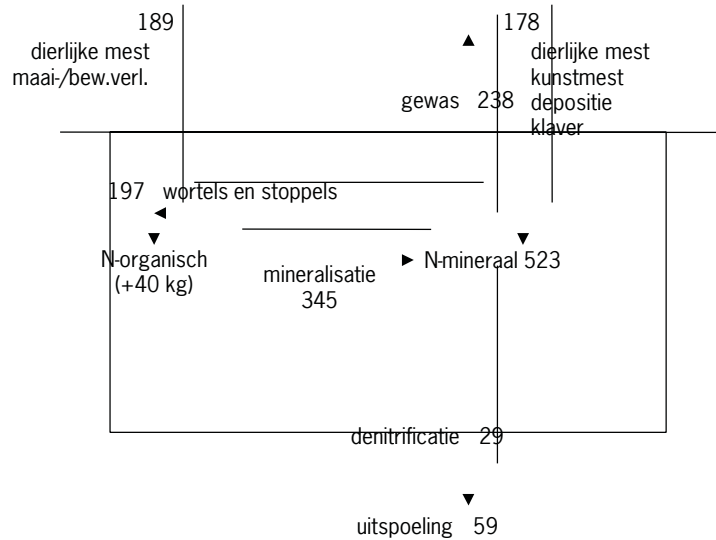 189
dierlijke mest
maai-/bew.verl.
178
dierlijke mest
kunstmest
depositie
klaver
gewas 238
197 wortels en stoppels
N-organisch
(+40 kg)
mineralisatie
345
N-mineraal 523
denitrificatie 29
uitspoeling 59